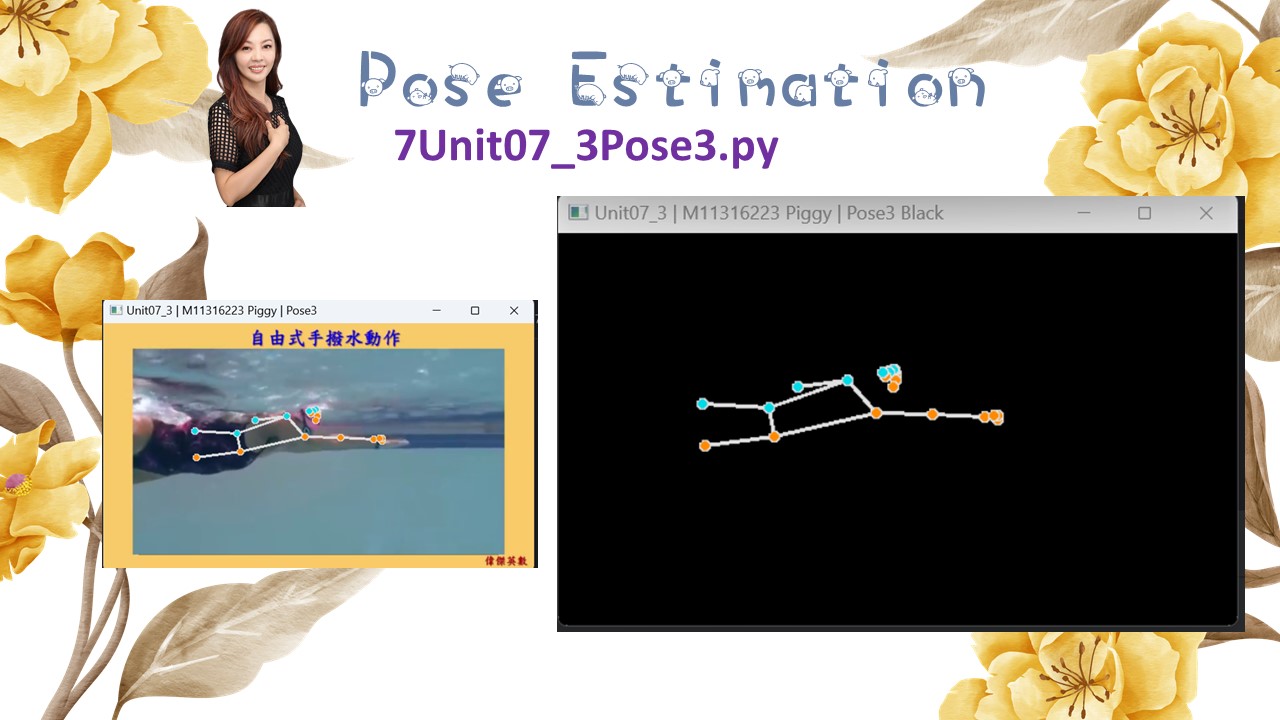 Pose Estimation
7Unit07_3Pose3.py
Unit07_3 | M11316223 Piggy | Pose3 Black
Unit07_3 | M11316223 Piggy | Pose3
自由式手撥水動作
偉傑英數